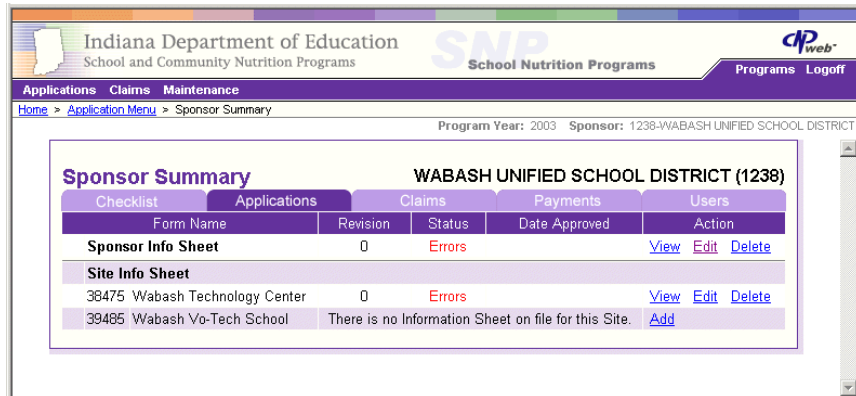 Indiana Department of Education
School and Community Nutrition Programs
SNP
School Nutrition Programs
CNPweb
Programs Logoff
Applications Claims Maintenance
Home > Application Menu > Sponsor Summary
Program Year: 2003 Sponsor: 1238-WABASH UNIFIED SCHOOL DISTRICT
Sponsor Summary WABASH UNIFIED SCHOOL DISTRICT (1238)
Checklist Applications Claims Payments Users
Form Name Revision Status Date Approved Action
Sponsor Info Sheet 0 Errors View Edit Delete
Site Info Sheet
38475 Wabash Technology Center 0 Errors View Edit Delete
39485 Wabash Vo-Tech School There is no Information Sheet on file for this Site. Add